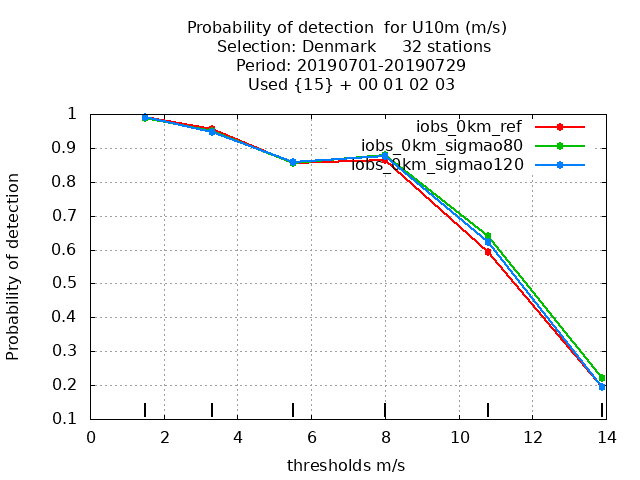 Probability of detection  for U10m (m/s)
Selection: Denmark     32 stations
Period: 20190701-20190729
Used {15} + 00 01 02 03
iobs_0km_ref
iobs_0km_sigmao80
iobs_0km_sigmao120
Probability of detection
1
0.9
0.8
0.7
0.6
0.5
0.4
0.3
0.2
0.1
0 2 4 6 8 10 12 14
thresholds m/s